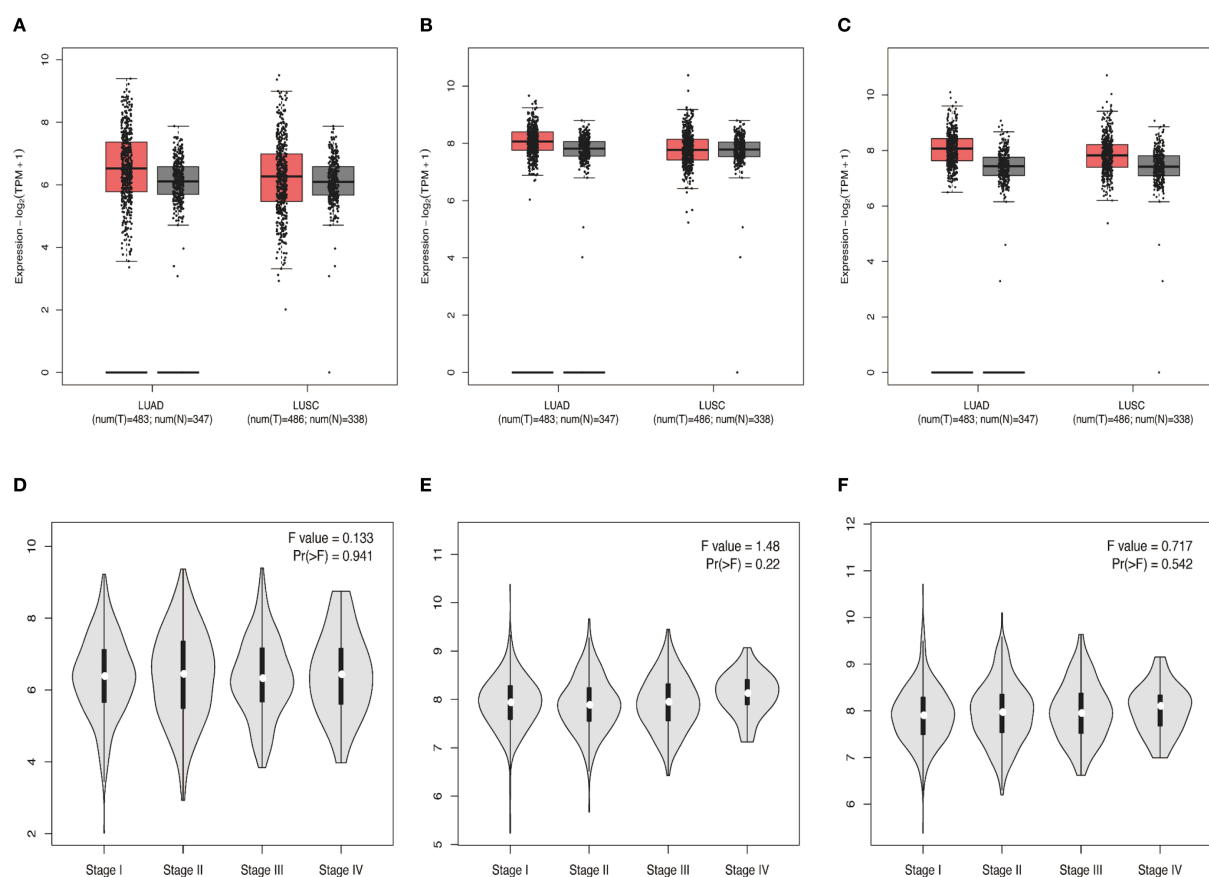 A
B
C
Expression – log2(TPM + 1)
10
8
6
4
2
0
LUAD
(num(T)=483; num(N)=347)
LUSC
(num(T)=486; num(N)=338)
Expression – log2(TPM + 1)
10
8
6
4
2
0
LUAD
(num(T)=483; num(N)=347)
LUSC
(num(T)=486; num(N)=338)
Expression – log2(TPM + 1)
10
8
6
4
2
0
LUAD
(num(T)=483; num(N)=347)
LUSC
(num(T)=486; num(N)=338)
D
E
F
F value = 0.133
Pr(>F) = 0.941
10
8
6
4
2
Stage I
Stage II
Stage III
Stage IV
F value = 1.48
Pr(>F) = 0.22
11
10
9
8
7
6
5
Stage I
Stage II
Stage III
Stage IV
F value = 0.717
Pr(>F) = 0.542
12
11
10
9
8
7
6
Stage I
Stage II
Stage III
Stage IV